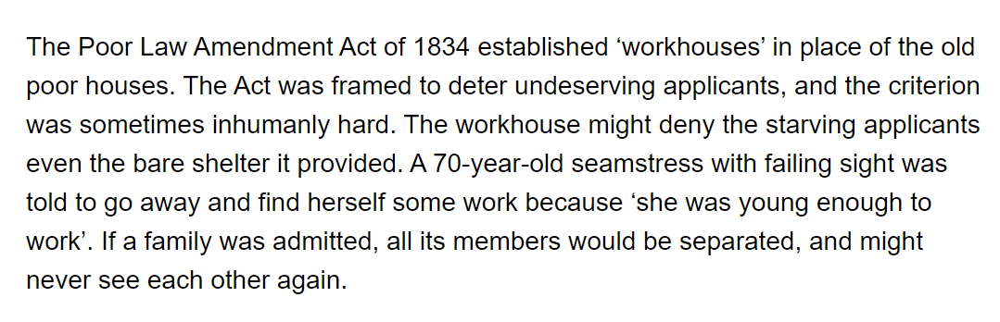 The Poor Law Amendment Act of 1834 established ‘workhouses’ in place of the old
poor houses. The Act was framed to deter undeserving applicants, and the criterion
was sometimes inhumanly hard. The workhouse might deny the starving applicants
even the bare shelter it provided. A 70-year-old seamstress with failing sight was
told to go away and find herself some work because ‘she was young enough to
work’. If a family was admitted, all its members would be separated, and might
never see each other again.